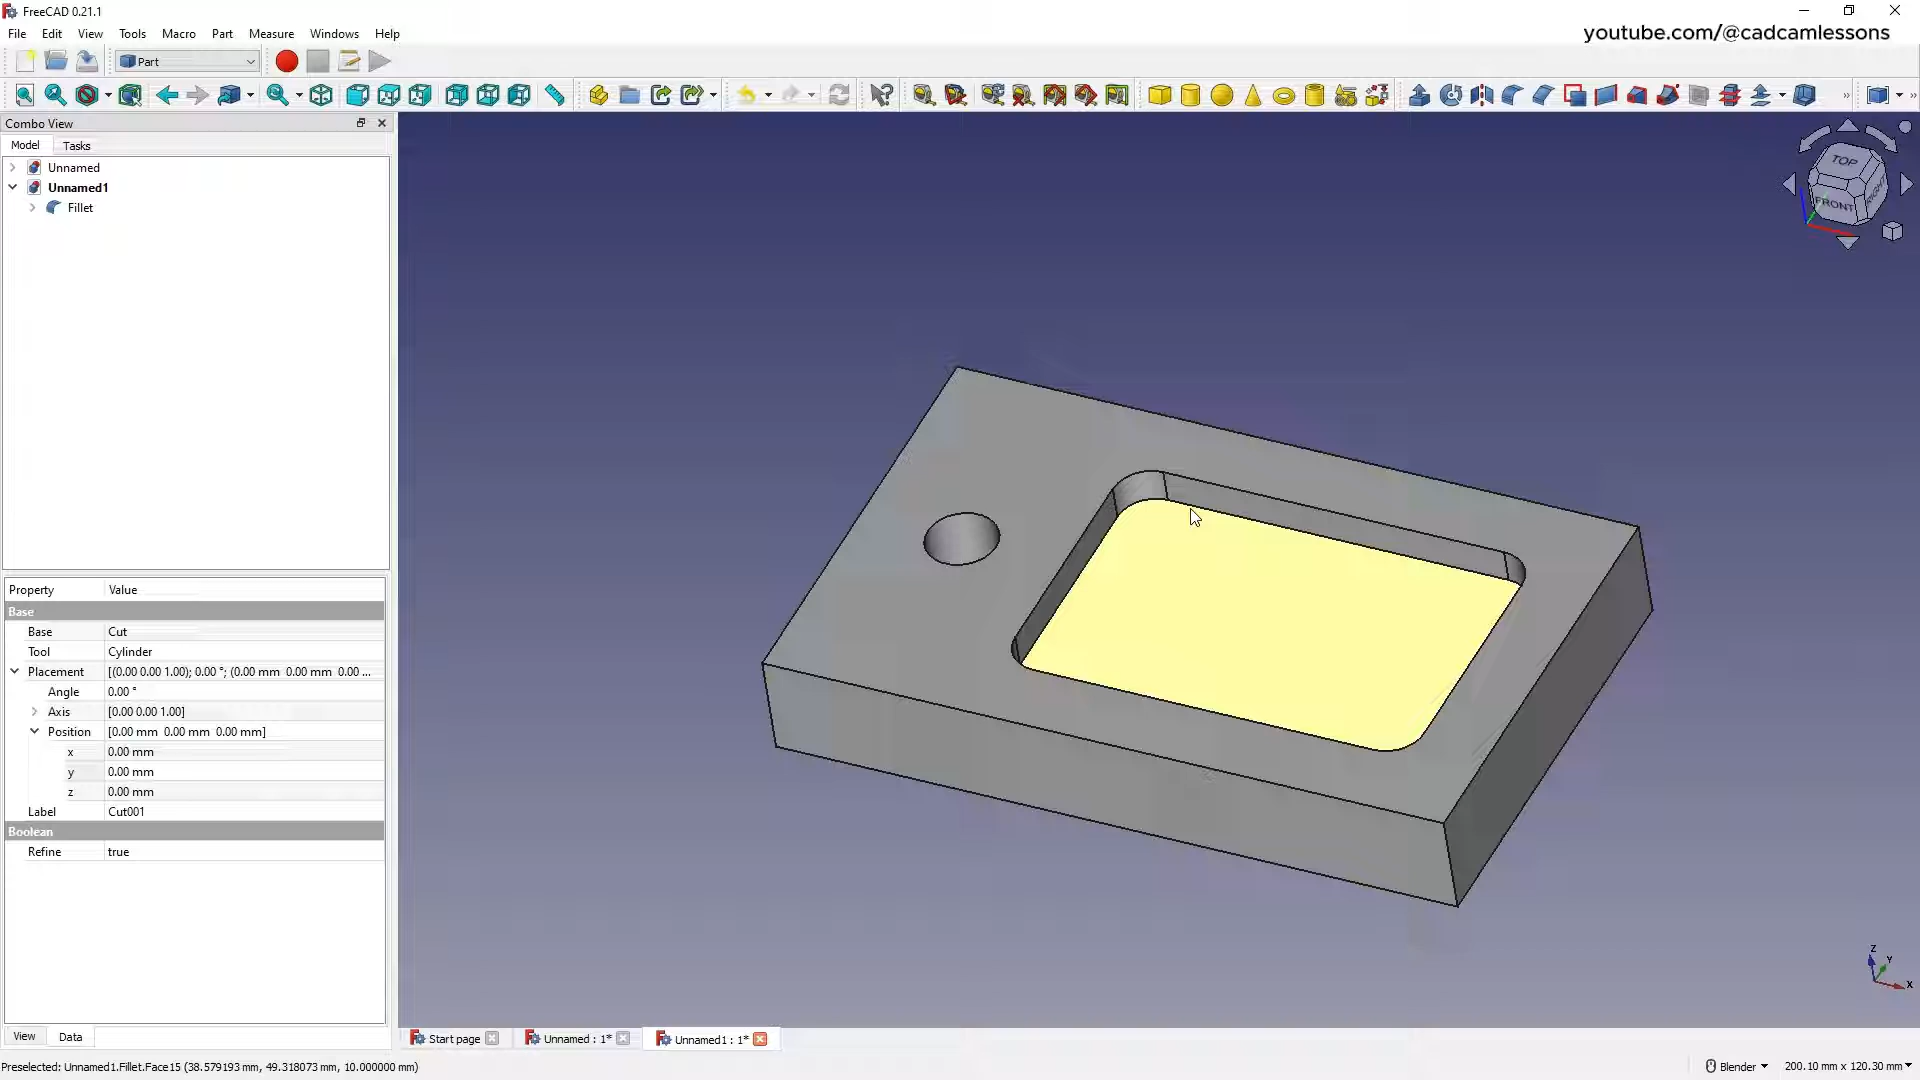 FreeCAD 0.21.1
youtube.com/@cadcamlessons
File Edit View Tools Macro Part Measure Windows Help
Part
Combo View
Model Tasks
Unnamed
Unnamed1
Fillet
TOP
FRONT
RIGHT
Property Value
Base
Base Cut
Tool Cylinder
Placement [(0.00 0.00 1.00); 0.00 °; (0.00 mm 0.00 mm 0.00 ...
Angle 0.00 °
Axis [0.00 0.00 1.00]
Position [0.00 mm 0.00 mm 0.00 mm]
x 0.00 mm
y 0.00 mm
z 0.00 mm
Label Cut001
Boolean
Refine true
Z
Y
X
View Data
Start page Unnamed : 1* Unnamed1 : 1*
Preselected: Unnamed1.Fillet.Face15 (38.579193 mm, 49.318073 mm, 10.000000 mm)
Blender 200.10 mm x 120.30 mm